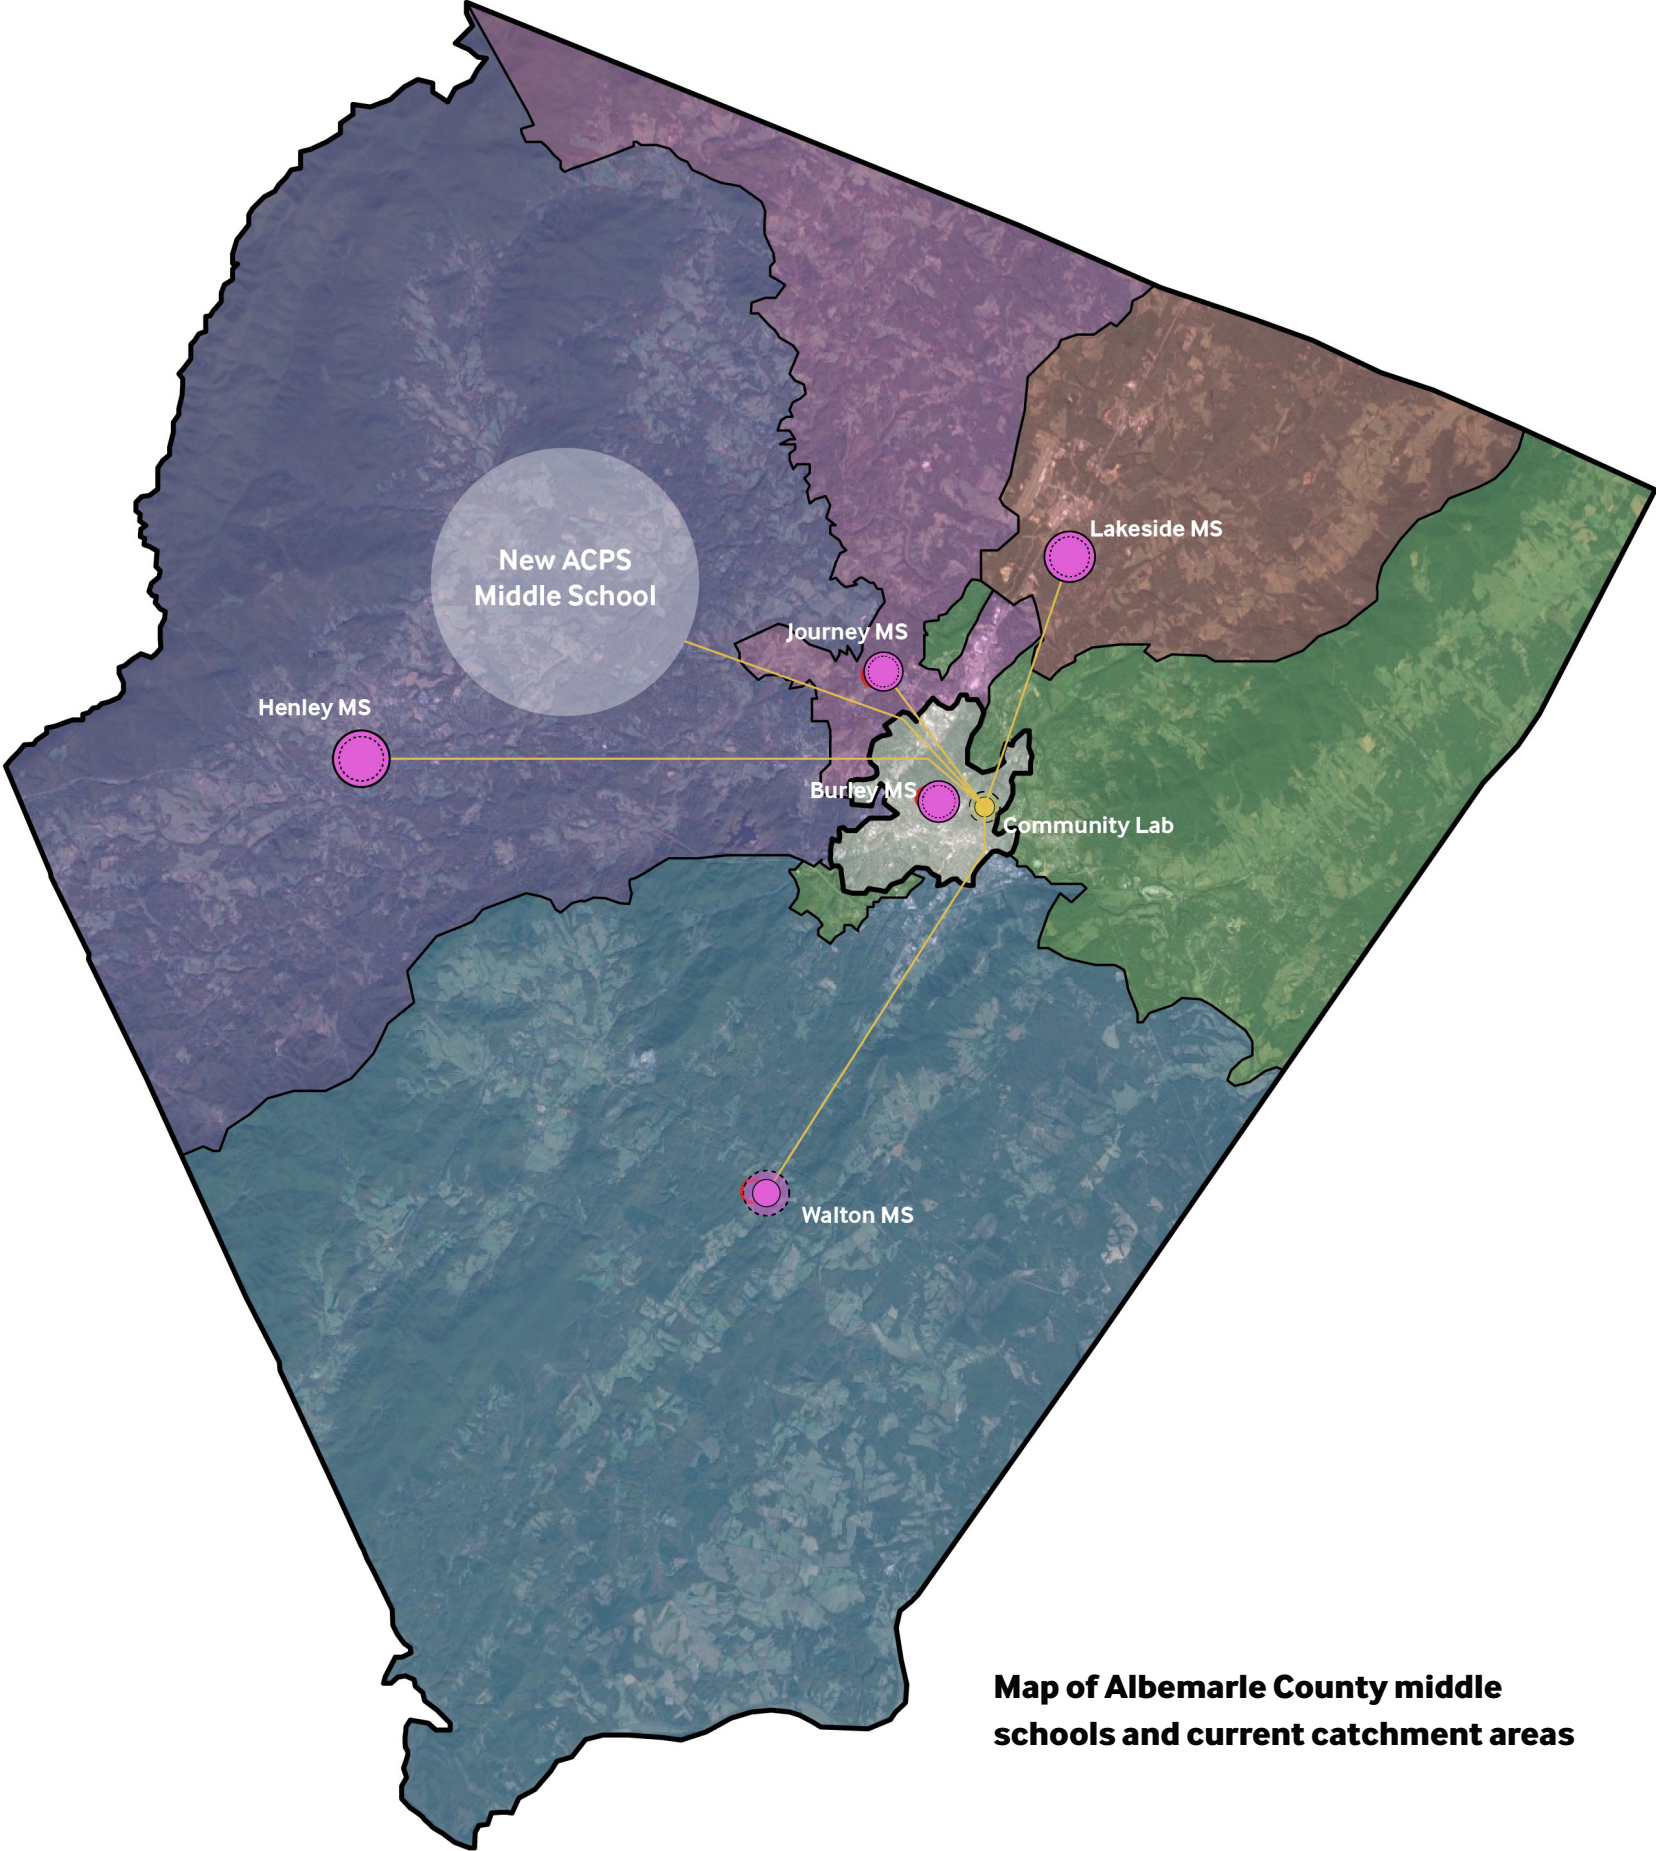 Lakeside MS
New ACPS
Middle School
Journey MS
Henley MS
Burley MS
Community Lab
Walton MS
Map of Albemarle County middle
schools and current catchment areas